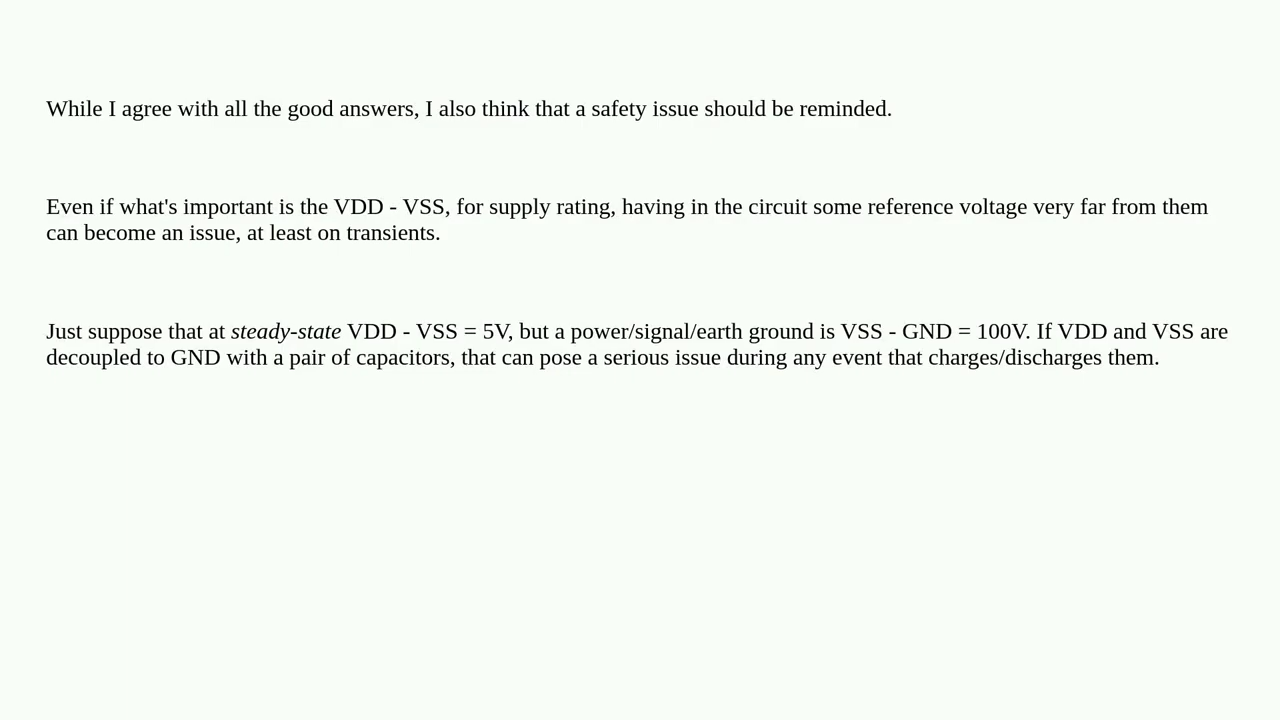 While I agree with all the good answers, I also think that a safety issue should be reminded.
Even if what's important is the VDD - VSS, for supply rating, having in the circuit some reference voltage very far from them
can become an issue, at least on transients.
Just suppose that at steady-state VDD - VSS = 5V, but a power/signal/earth ground is VSS - GND = 100V. If VDD and VSS are
decoupled to GND with a pair of capacitors, that can pose a serious issue during any event that charges/discharges them.